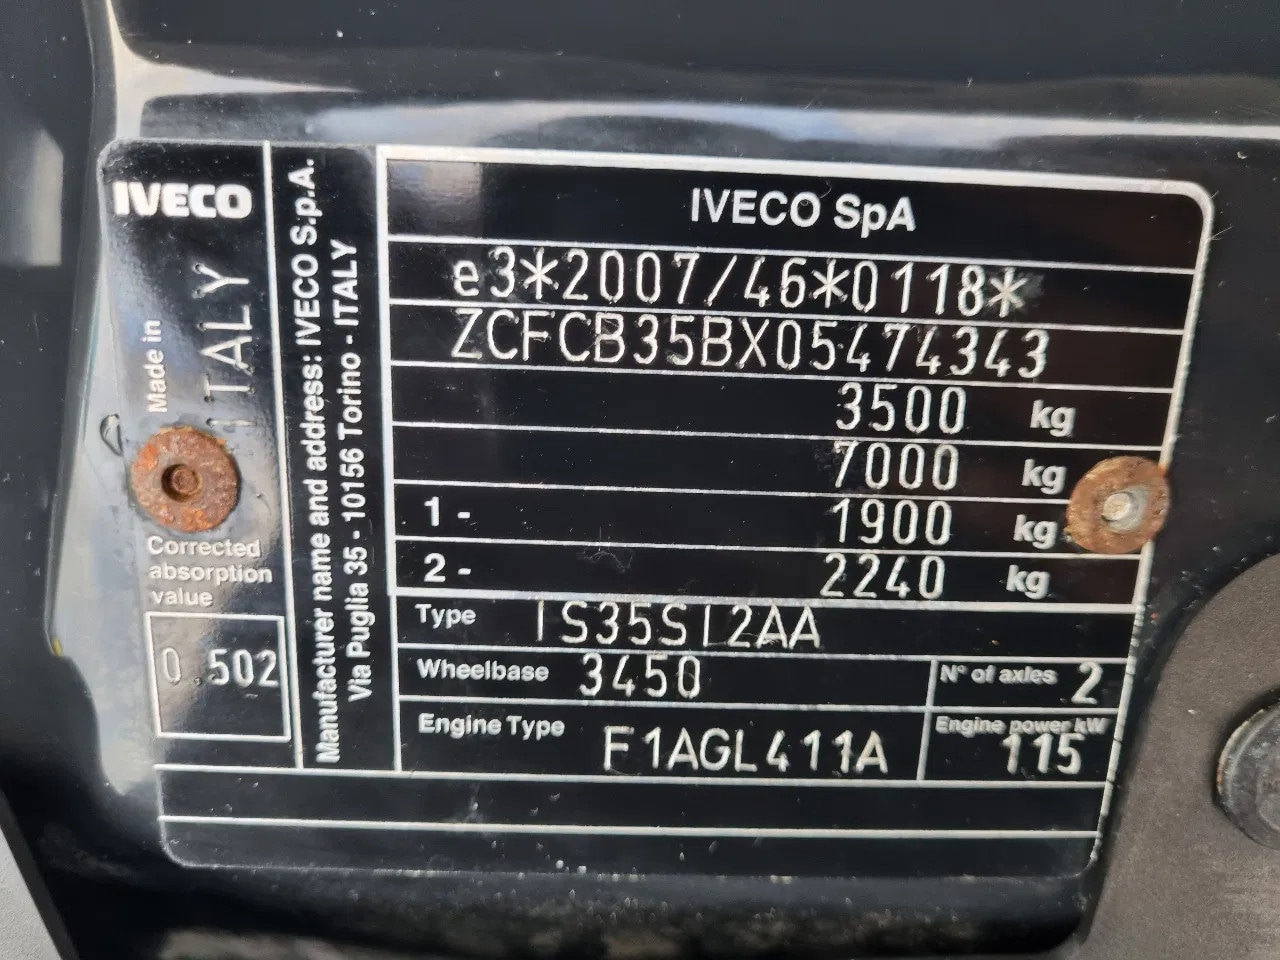 IVECO
Made in
ITALY
Corrected
absorption
value
0.502
Manufacturer name and address: IVECO S.p.A.
Via Puglia 35 - 10156 Torino - ITALY
IVECO SpA
e3*2007/46*0118*
ZCFCB35BX05474343
3500 kg
7000 kg
1- 1900 kg
2- 2240 kg
Type IS35SI2AA
Wheelbase 3450
N° of axles 2
Engine Type F1AGL411A
Engine power kW
115